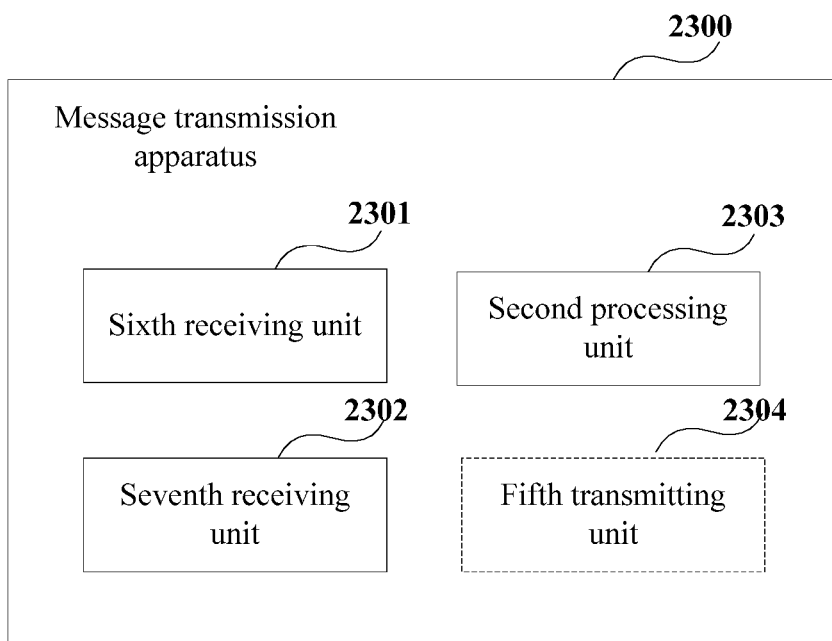 2300
Message transmission
apparatus
2301
2303
Sixth receiving unit
Second processing
unit
2302
2304
Seventh receiving
unit
Fifth transmitting
unit